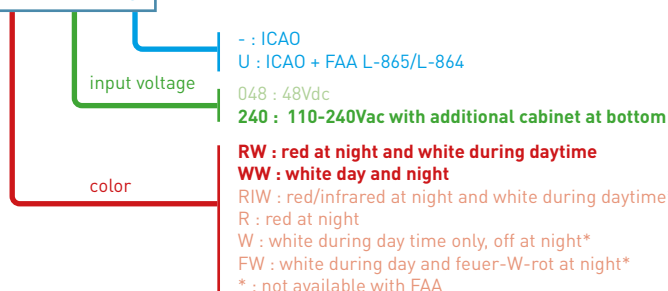 - : ICAO
U : ICAO + FAA L-865/L-864
input voltage
048 : 48Vdc
240 : 110-240Vac with additional cabinet at bottom
RW : red at night and white during daytime
WW : white day and night
color
RIW : red/infrared at night and white during daytime
R : red at night
W : white during day time only, off at night*
FW : white during day and feuer-W-rot at night*
* : not available with FAA